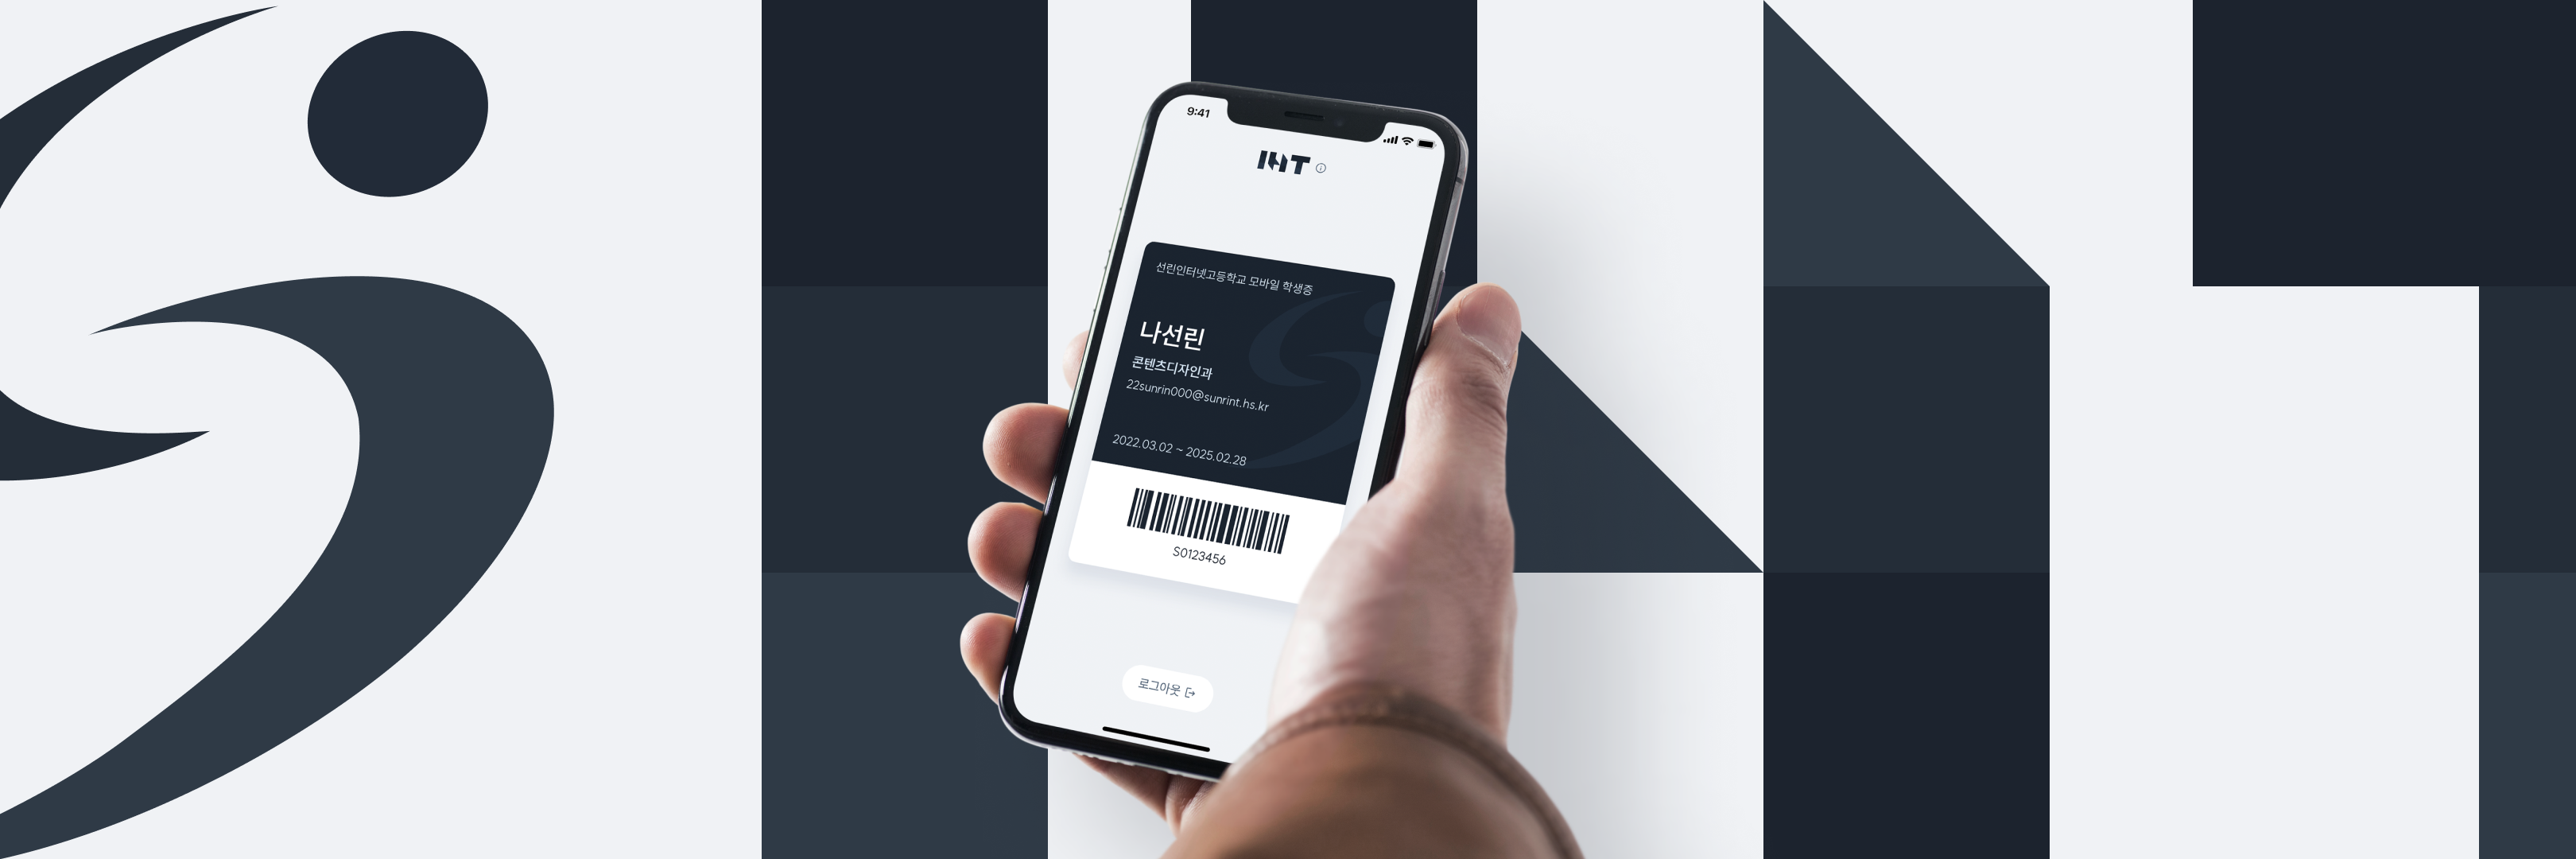 9:41
INT
선린인터넷고등학교 모바일 학생증
나선린
콘텐츠디자인과
22sunrin000@sunrint.hs.kr
2022.03.02 ~ 2025.02.28
S0123456
로그아웃